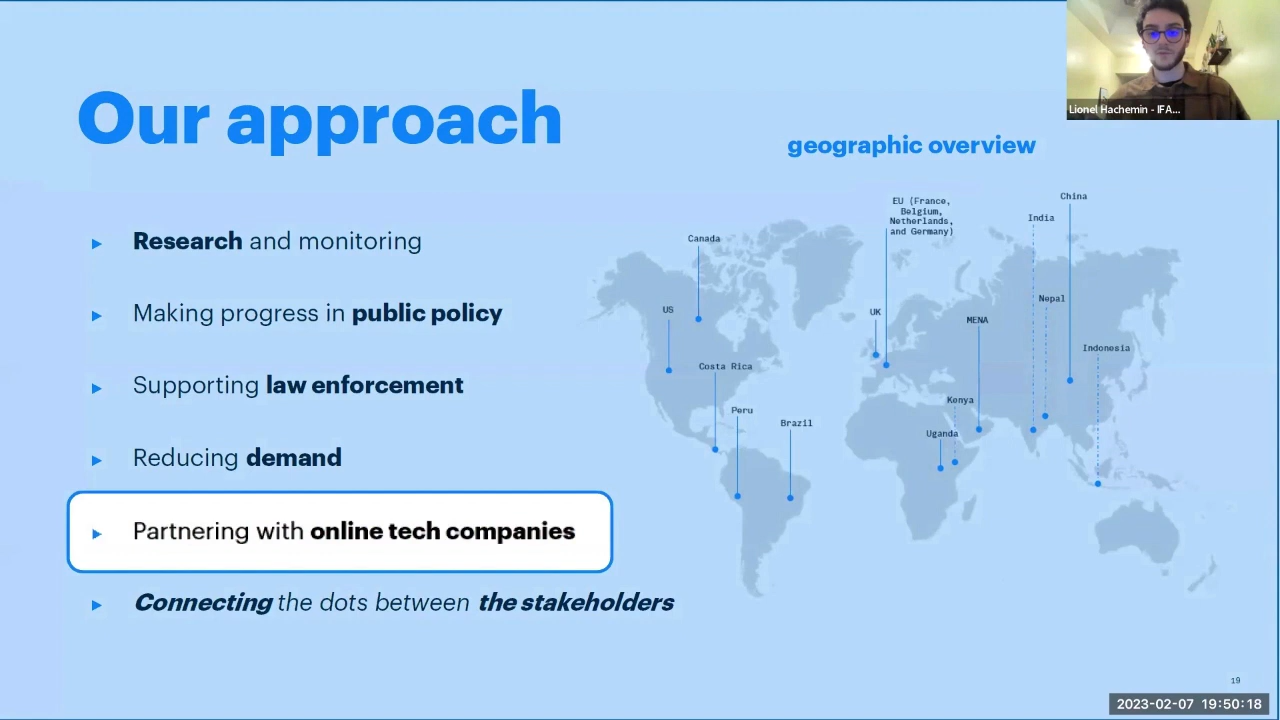 Our approach
geographic overview
Lionel Hachemin - IFA...
Research and monitoring
Making progress in public policy
Supporting law enforcement
Reducing demand
Partnering with online tech companies
Connecting the dots between the stakeholders
Canada
US
Costa Rica
Peru
Brazil
EU (France,
Belgium,
Netherlands,
and Germany)
UK
MENA
Kenya
Uganda
China
India
Nepal
Indonesia
19
2023-02-07 19:50:18